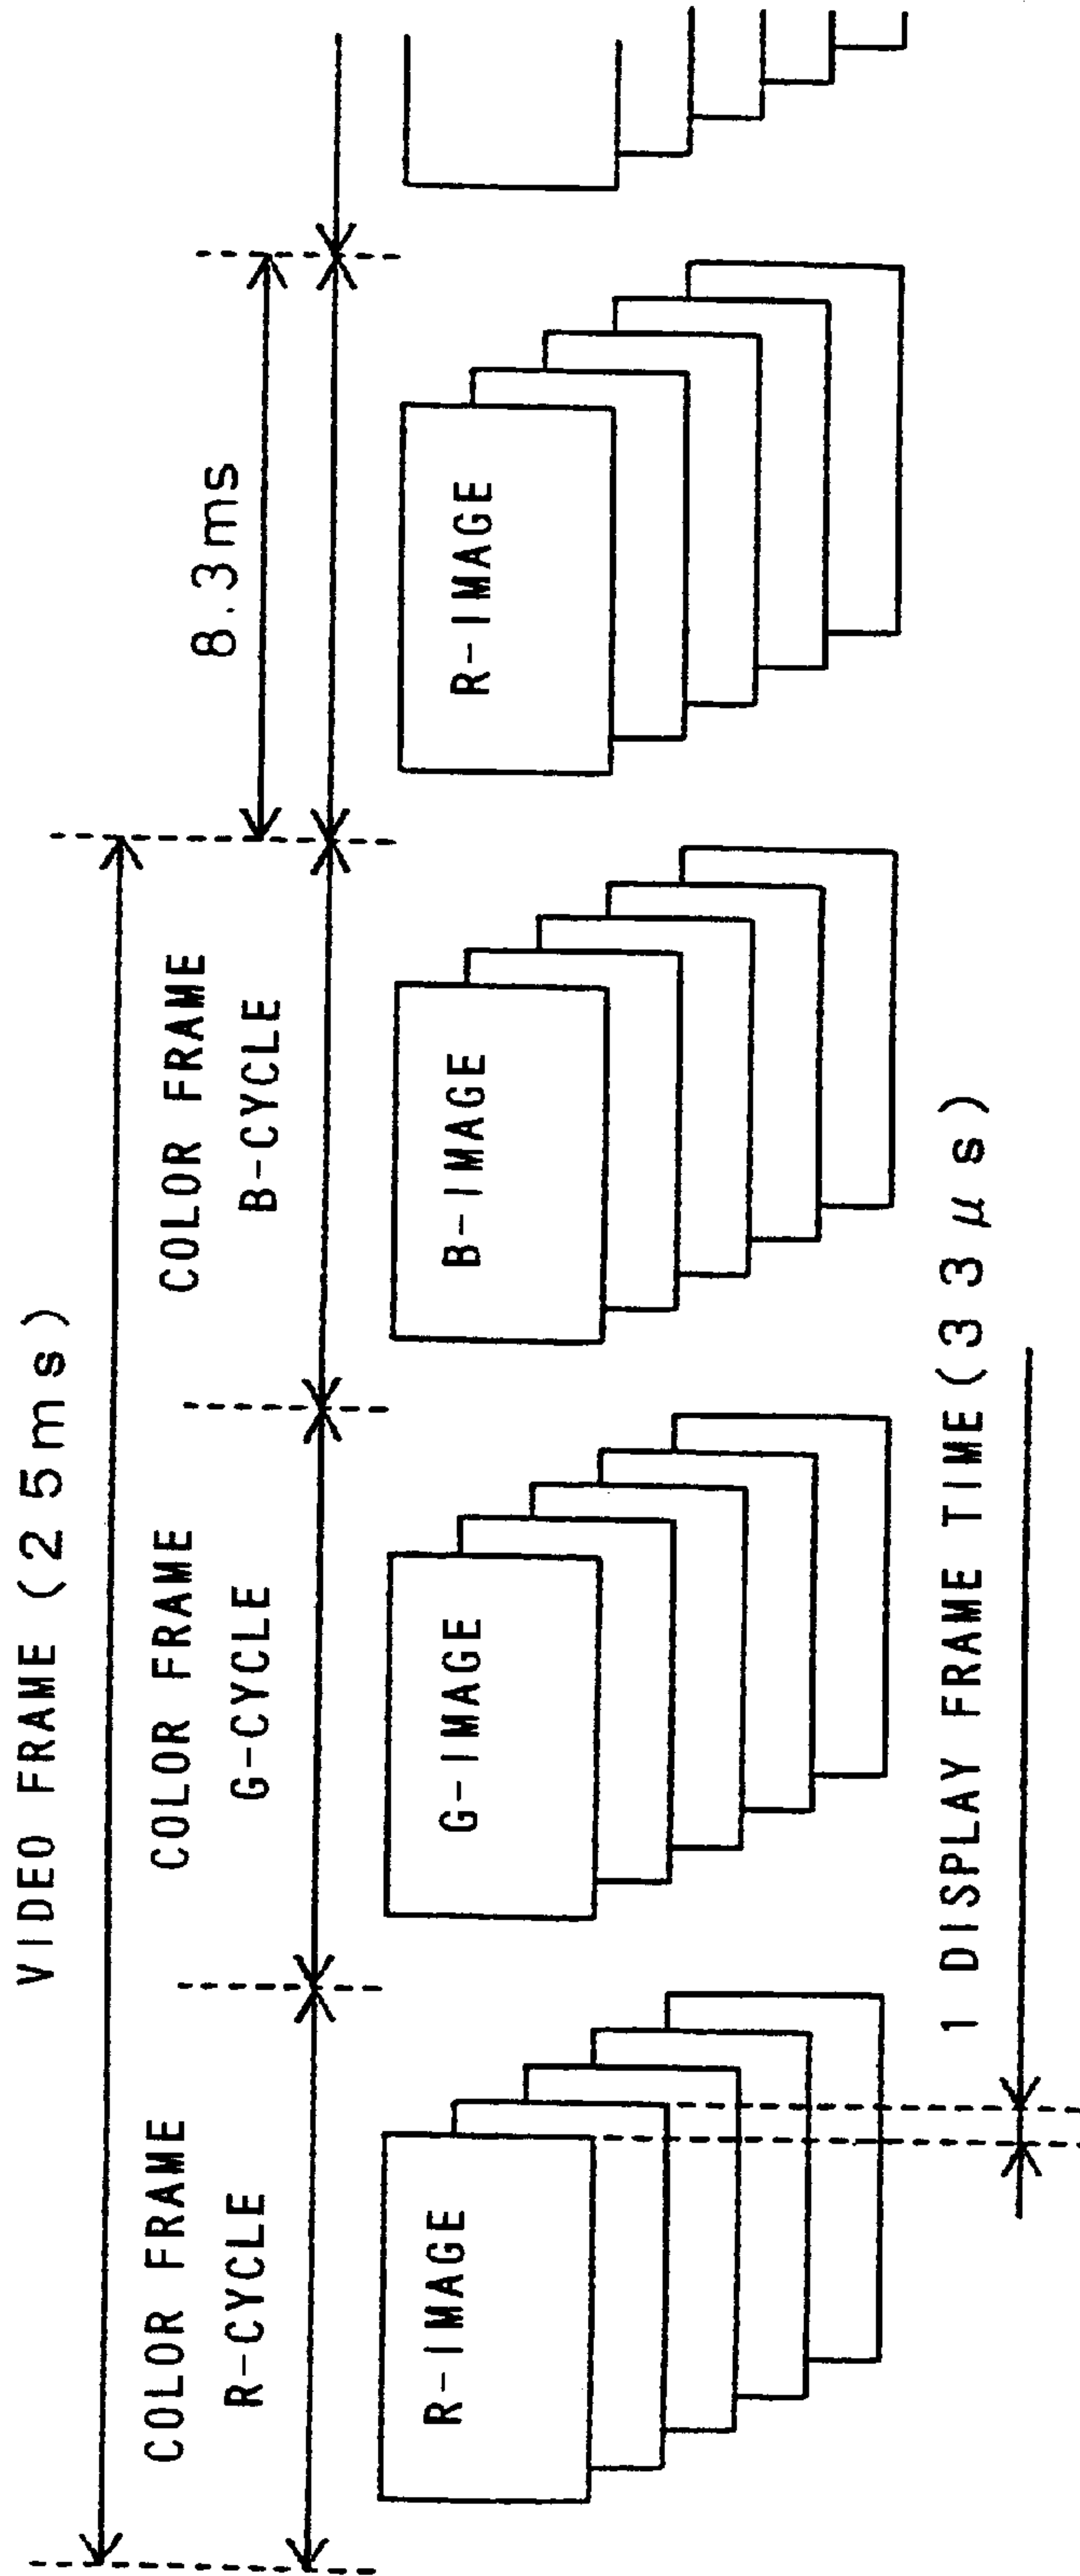 VIDEO FRAME (25ms)
COLOR FRAME
R-CYCLE
COLOR FRAME
G-CYCLE
COLOR FRAME
B-CYCLE
8.3ms
R-IMAGE
G-IMAGE
B-IMAGE
R-IMAGE
1 DISPLAY FRAME TIME(33μs)